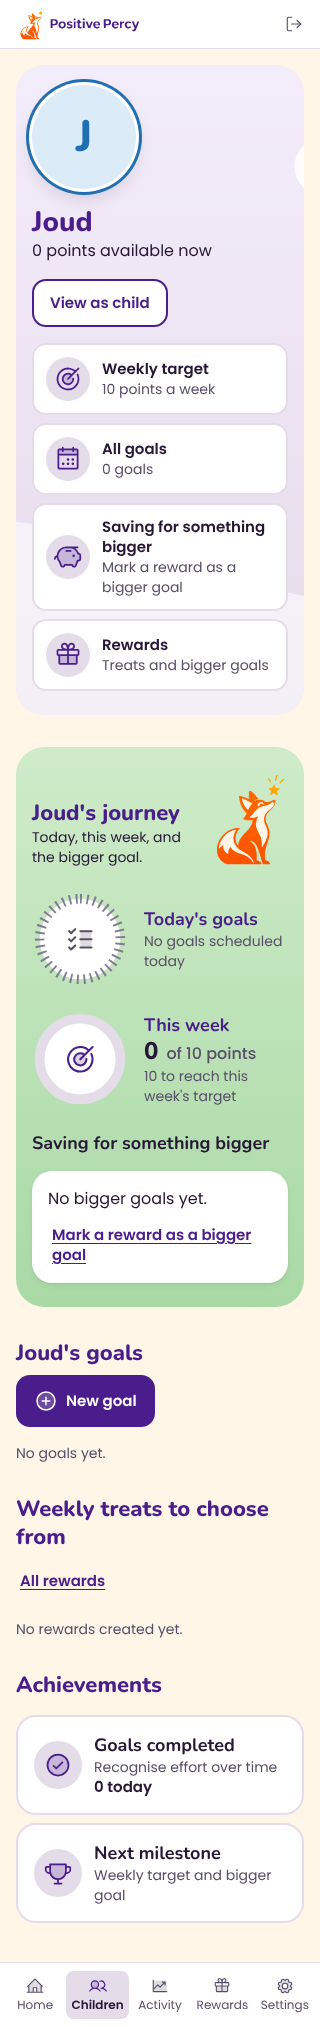 Positive Percy
J
Joud
0 points available now
View as child
Weekly target
10 points a week
All goals
0 goals
Saving for something
bigger
Mark a reward as a
bigger goal
Rewards
Treats and bigger goals
Joud's journey
Today, this week, and
the bigger goal.
Today's goals
No goals scheduled
today
This week
0 of 10 points
10 to reach this
week's target
Saving for something bigger
No bigger goals yet.
Mark a reward as a bigger
goal
Joud's goals
New goal
No goals yet.
Weekly treats to choose
from
All rewards
No rewards created yet.
Achievements
Goals completed
Recognise effort over time
0 today
Next milestone
Weekly target and bigger
goal
Home Children Activity Rewards Settings